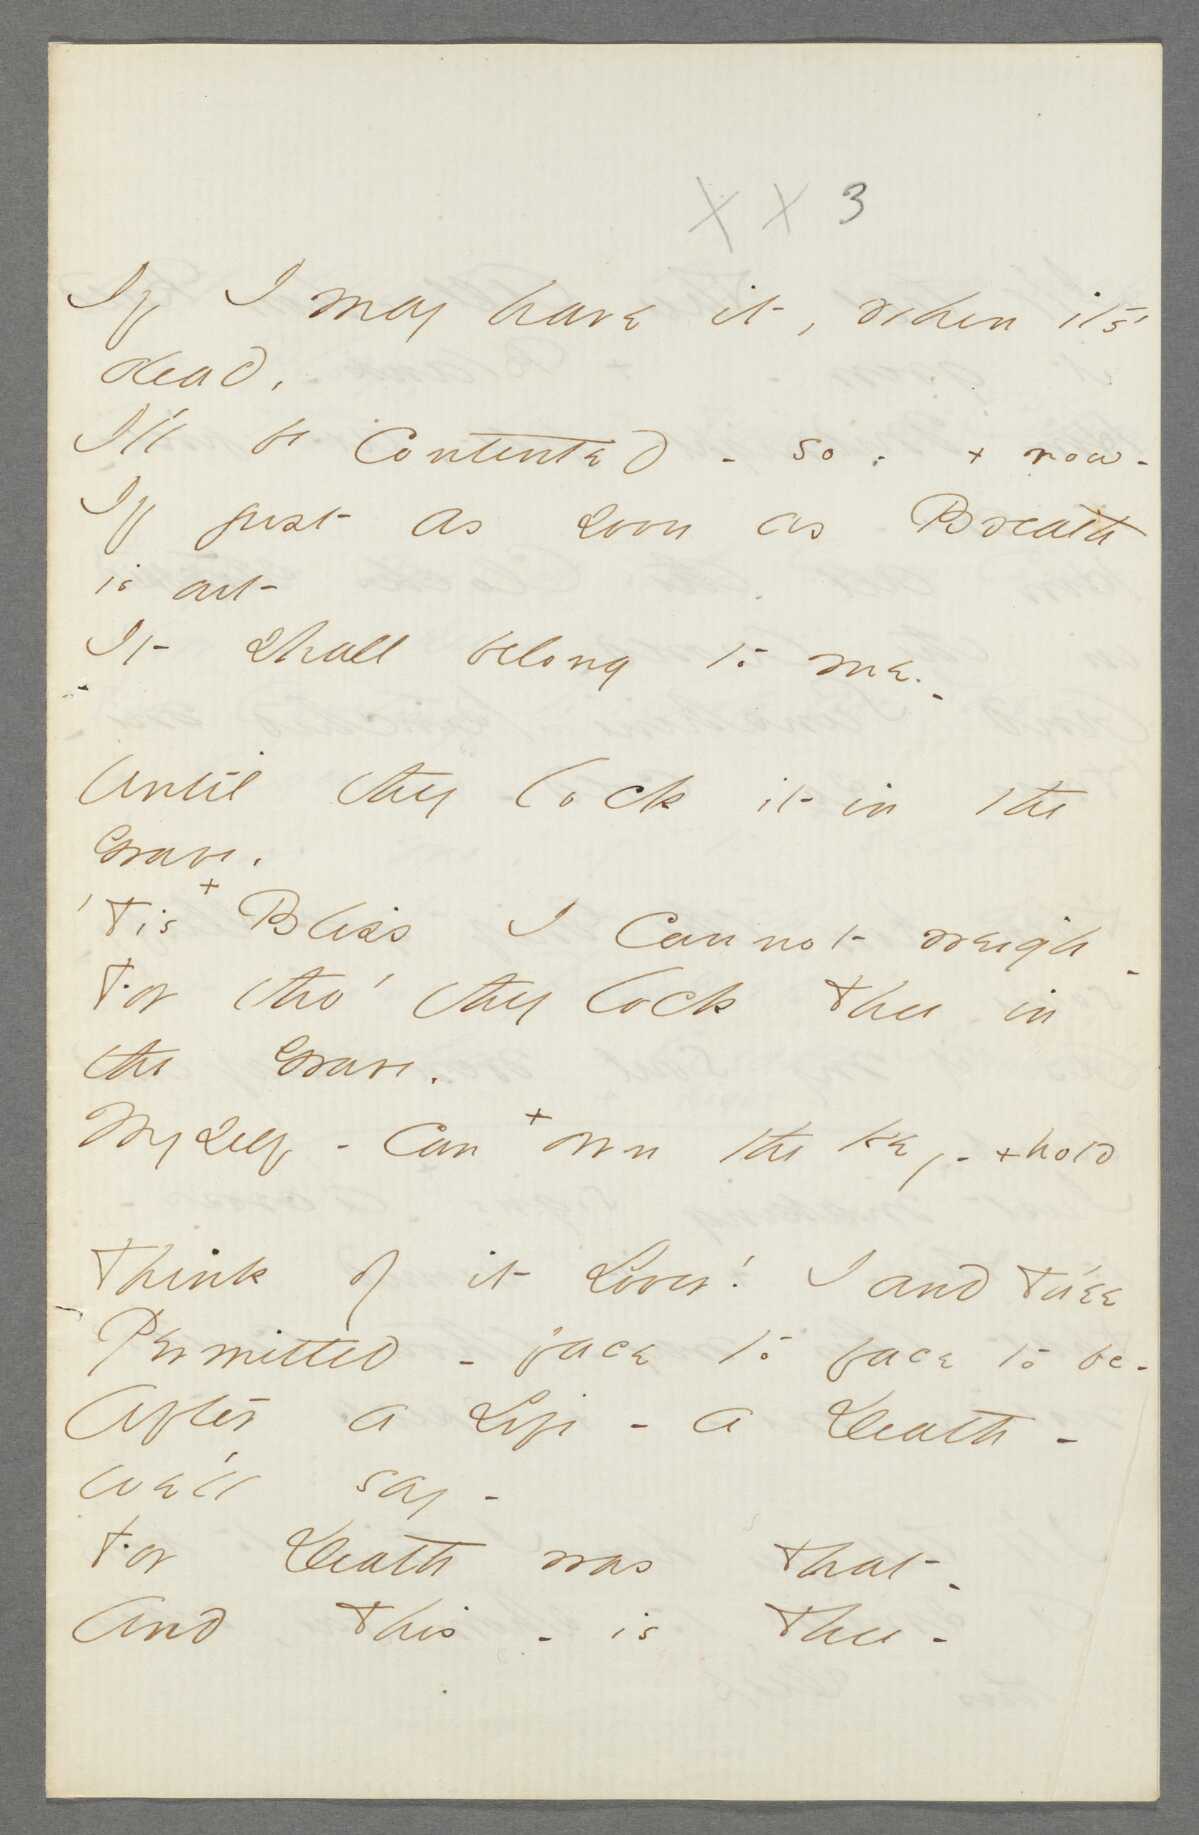 X X 3
If I may have it, when it's
dead,
I'll be Contented - so - + now -
If just as soon as Breath
is out
It shall belong to me -
Until they lock it in the
Grave,
'Tis + Bliss I cannot weigh -
For tho' they lock Thee in
the Grave,
Myself - can + own the key - + hold
Think of it Lover! I and Thee
Permitted - face to face to be -
After a Life - a Death -
We'll say -
For Death was That -
And This - is Thee -